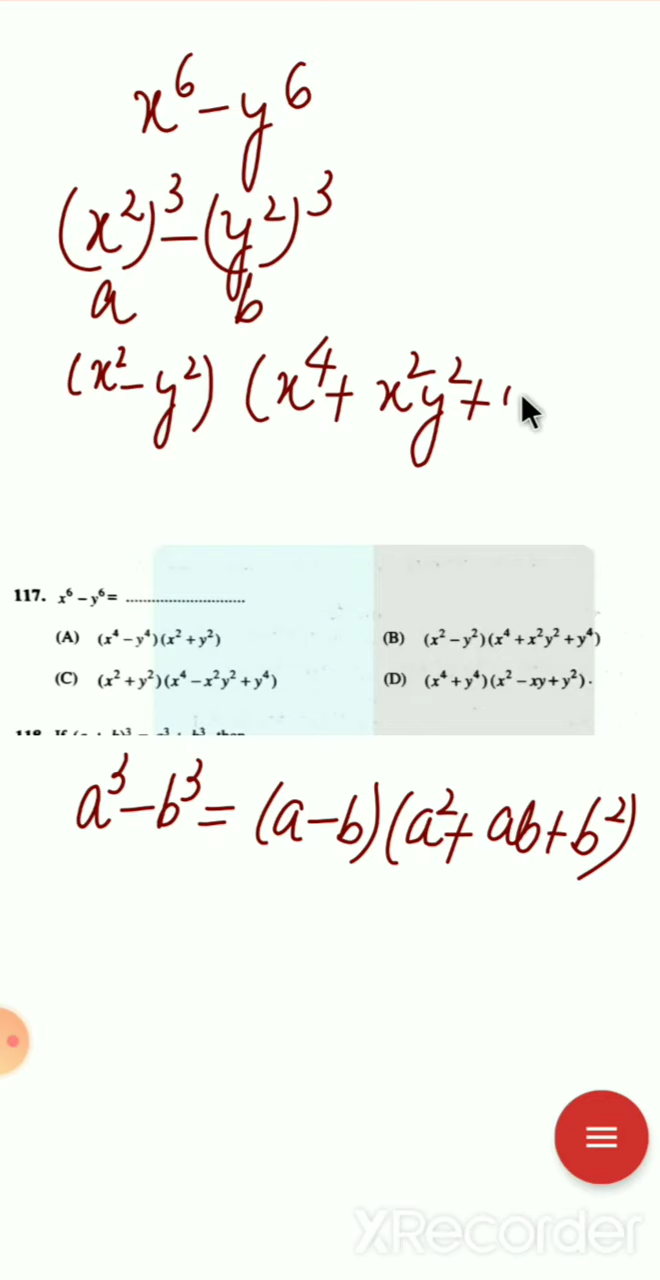 x⁶ – y⁶
(x²)³ – (y²)³
a b
(x² – y²) (x⁴ + x²y² +
117. x⁶ – y⁶ = ..............................
(A) (x⁴ – y⁴)(x² + y²) (B) (x² – y²)(x⁴ + x²y² + y⁴)
(C) (x² + y²)(x⁴ – x²y² + y⁴) (D) (x⁴ + y⁴)(x² – xy + y²).
a³ – b³ = (a – b)(a² + ab + b²)
XRecorder